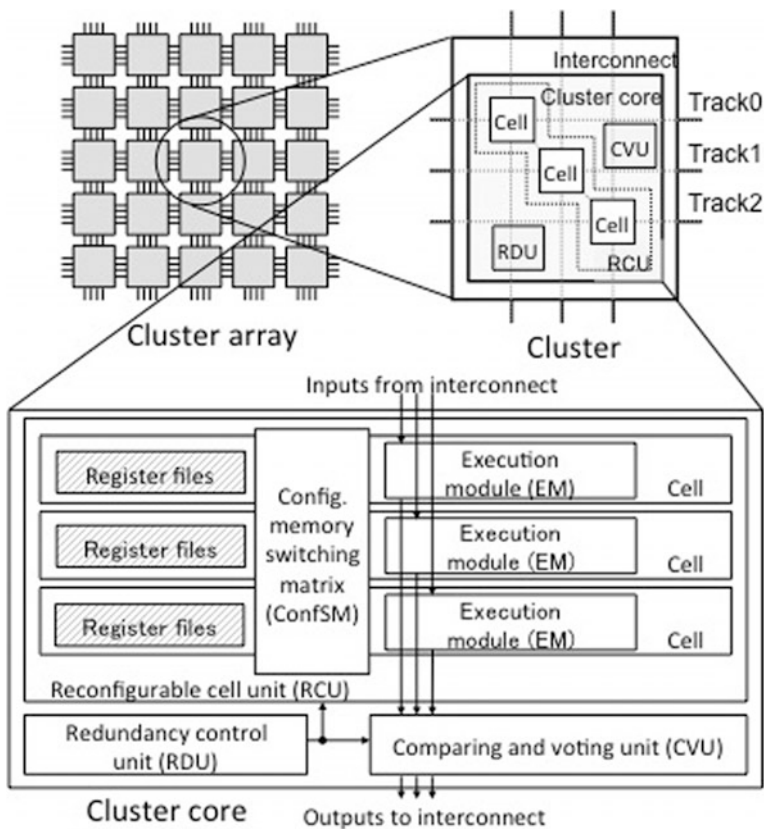 Interconnect
Cluster core
Cell
CVU
Cell
Cell
RDU
RCU
Track0
Track1
Track2
Cluster array
Cluster
Inputs from interconnect
Register files
Execution
module (EM)
Cell
Config.
memory
switching
matrix
(ConfSM)
Register files
Execution
module (EM)
Cell
Register files
Execution
module (EM)
Cell
Reconfigurable cell unit (RCU)
Redundancy control
unit (RDU)
Comparing and voting unit (CVU)
Cluster core
Outputs to interconnect